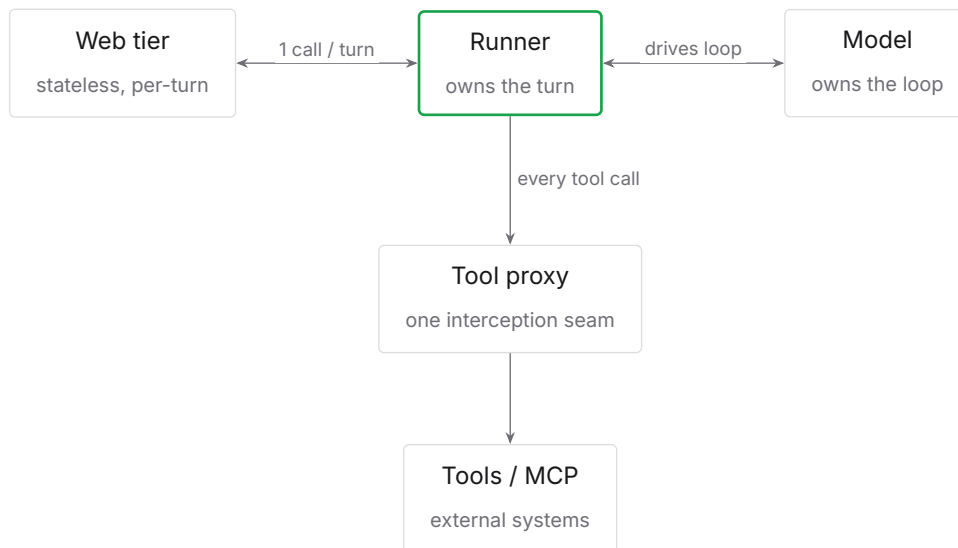 Web tier
stateless, per-turn
1 call / turn
Runner
owns the turn
drives loop
Model
owns the loop
every tool call
Tool proxy
one interception seam
Tools / MCP
external systems